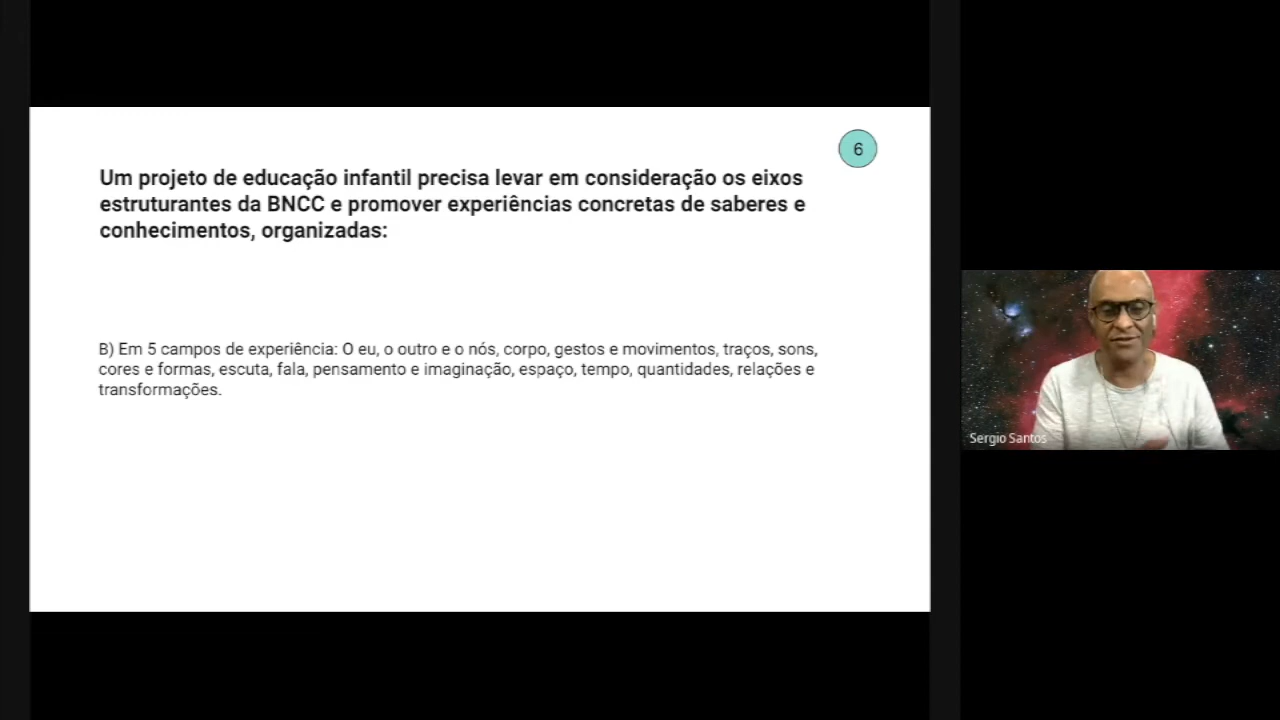 6
Um projeto de educação infantil precisa levar em consideração os eixos
estruturantes da BNCC e promover experiências concretas de saberes e
conhecimentos, organizadas:
B) Em 5 campos de experiência: O eu, o outro e o nós, corpo, gestos e movimentos, traços, sons,
cores e formas, escuta, fala, pensamento e imaginação, espaço, tempo, quantidades, relações e
transformações.
Sergio Santos